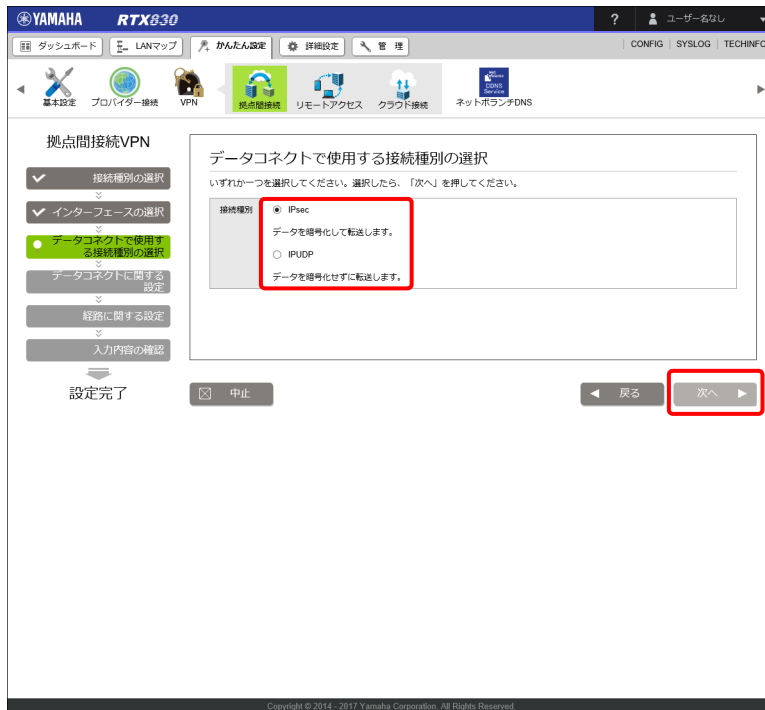 YAMAHA RTX830 ? ユーザー名なし
ダッシュボード LANマップ かんたん設定 詳細設定 管理 CONFIG SYSLOG TECHINFO
基本設定 プロバイダー接続 VPN 拠点間接続 リモートアクセス クラウド接続 DDNS Service ネットボランチDNS
拠点間接続VPN
接続種別の選択
インターフェースの選択
データコネクトで使用す
る接続種別の選択
データコネクトに関する
設定
経路に関する設定
入力内容の確認
設定完了
データコネクトで使用する接続種別の選択
いずれか一つを選択してください。選択したら、「次へ」を押してください。
接続種別 IPsec
データを暗号化して転送します。
IPUDP
データを暗号化せずに転送します。
中止 戻る 次へ
Copyright © 2014 - 2017 Yamaha Corporation. All Rights Reserved.